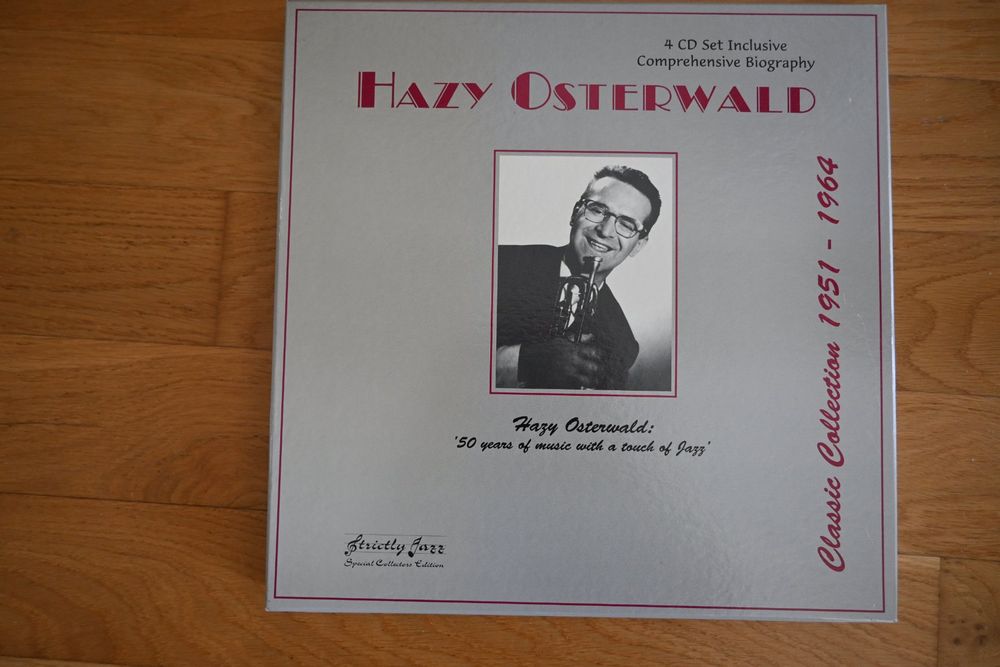 4 CD Set Inclusive
Comprehensive Biography
HAZY OSTERWALD
Classic Collection 1951 - 1964
Hazy Osterwald:
'50 years of music with a touch of Jazz'
Strictly Jazz
Special Collectors Edition